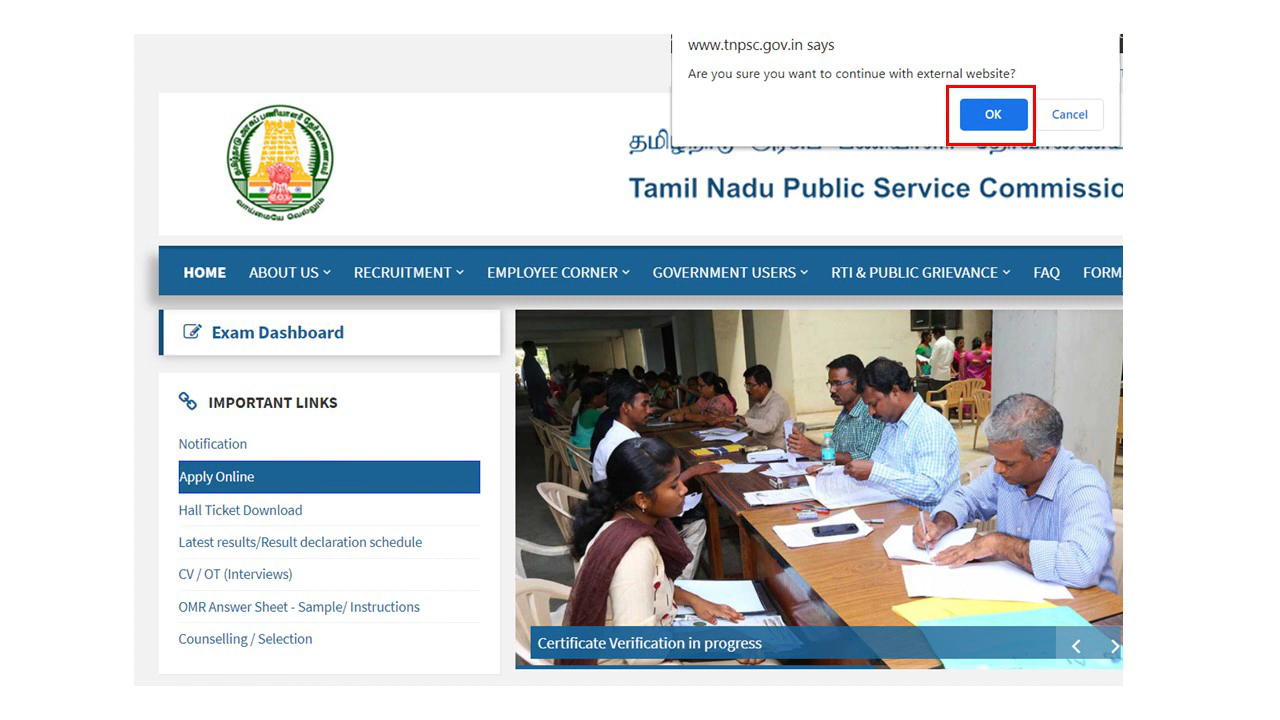 www.tnpsc.gov.in says
Are you sure you want to continue with external website?
OK
Cancel
Tamil Nadu Public Service Commissio
HOME
ABOUT US
RECRUITMENT
EMPLOYEE CORNER
GOVERNMENT USERS
RTI & PUBLIC GRIEVANCE
FAQ
FORM
Exam Dashboard
IMPORTANT LINKS
Notification
Apply Online
Hall Ticket Download
Latest results/Result declaration schedule
CV / OT (Interviews)
OMR Answer Sheet - Sample/ Instructions
Counselling / Selection
Certificate Verification in progress